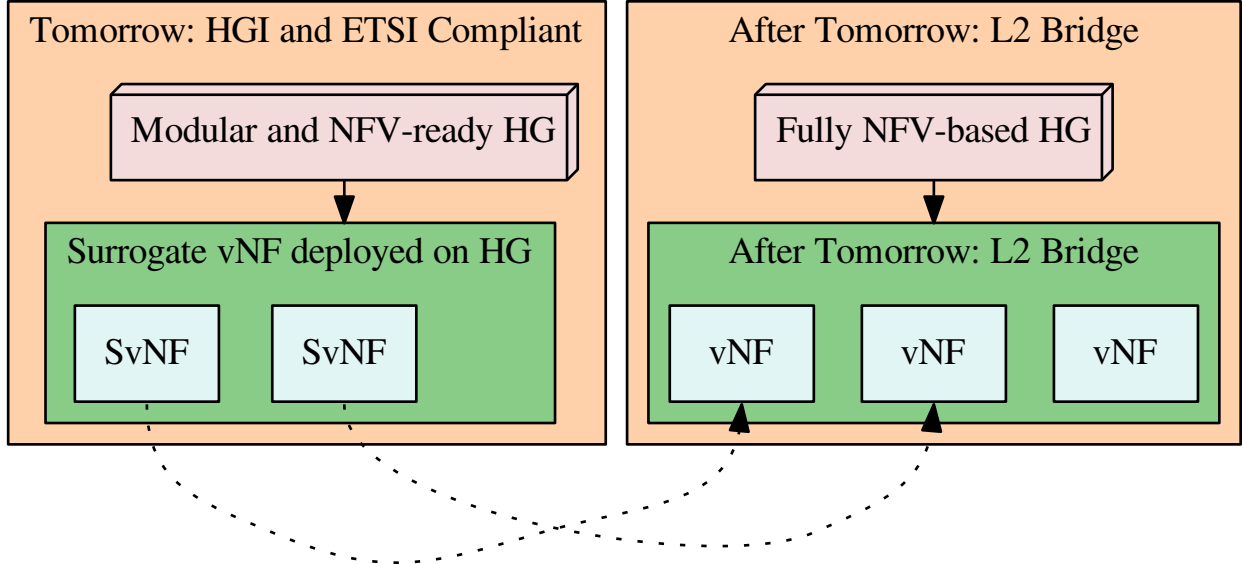 Tomorrow: HGI and ETSI Compliant
Modular and NFV-ready HG
Surrogate vNF deployed on HG
SvNF
SvNF
After Tomorrow: L2 Bridge
Fully NFV-based HG
After Tomorrow: L2 Bridge
vNF
vNF
vNF